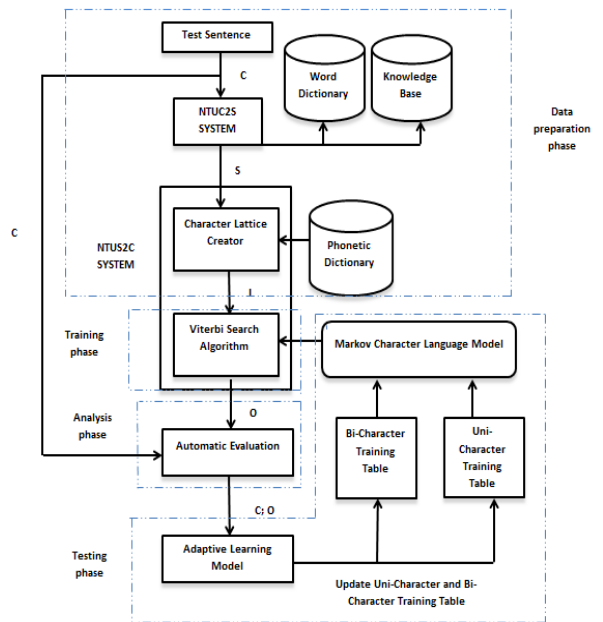 Test Sentence
C
Word
Dictionary
Knowledge
Base
NTUC2S
SYSTEM
Data
preparation
phase
S
C
NTUS2C
SYSTEM
Character Lattice
Creator
Phonetic
Dictionary
Training
phase
Viterbi Search
Algorithm
Markov Character Language Model
O
Analysis
phase
Automatic Evaluation
Bi-Character
Training
Table
Uni-
Character
Training
Table
C; O
Testing
phase
Adaptive Learning
Model
Update Uni-Character and Bi-
Character Training Table